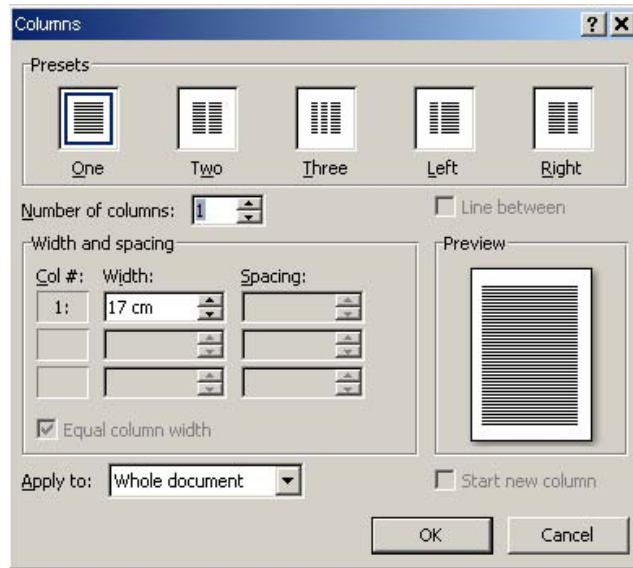 Columns
Presets
One Two Three Left Right
Number of columns: 1 Line between
Width and spacing Preview
Col #: Width: Spacing:
1: 17 cm
Equal column width
Apply to: Whole document Start new column
OK Cancel